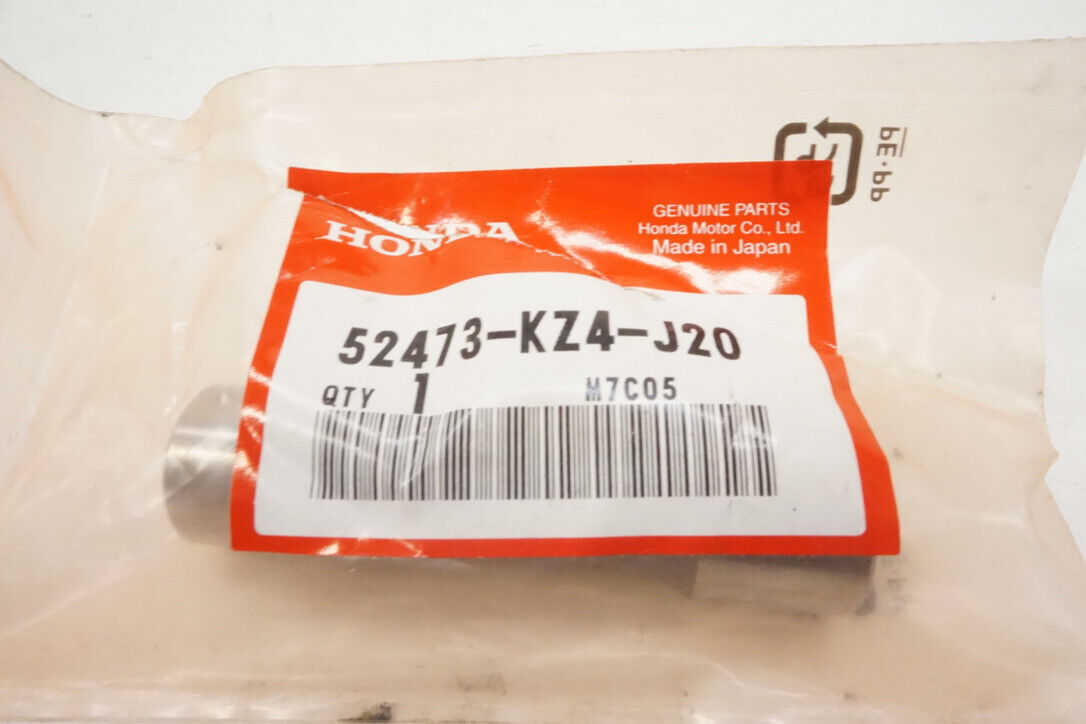 HONDA
GENUINE PARTS
Honda Motor Co., Ltd.
Made in Japan
52473-KZ4-J20
QTY 1 M7C05